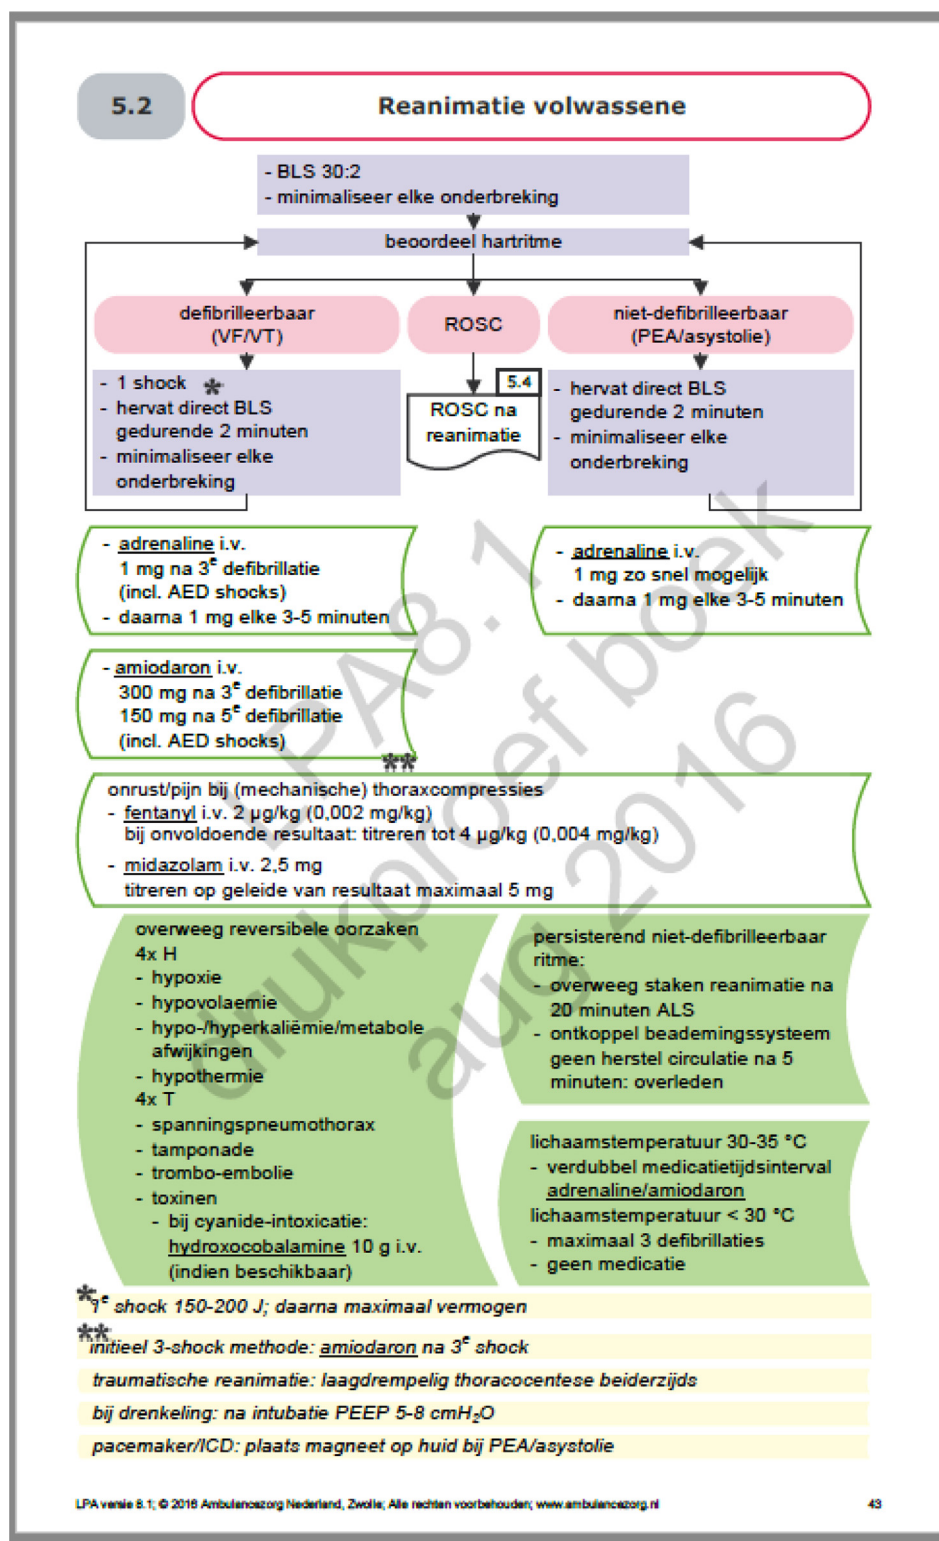 5.2
Reanimatie volwassene
- BLS 30:2
- minimaliseer elke onderbreking
beoordeel hartritme
defibrilleerbaar
(VF/VT)
ROSC
niet-defibrilleerbaar
(PEA/asystolie)
- 1 shock *
- hervat direct BLS
gedurende 2 minuten
- minimaliseer elke
onderbreking
5.4
ROSC na
reanimatie
- hervat direct BLS
gedurende 2 minuten
- minimaliseer elke
onderbreking
- adrenaline i.v.
1 mg na 3e defibrillatie
(incl. AED shocks)
- daarna 1 mg elke 3-5 minuten
- adrenaline i.v.
1 mg zo snel mogelijk
- daarna 1 mg elke 3-5 minuten
- amiodaron i.v.
300 mg na 3e defibrillatie
150 mg na 5e defibrillatie
(incl. AED shocks)
**
onrust/pijn bij (mechanische) thoraxcompressies
- fentanyl i.v. 2 µg/kg (0,002 mg/kg)
bij onvoldoende resultaat: titreren tot 4 µg/kg (0,004 mg/kg)
- midazolam i.v. 2,5 mg
titreren op geleide van resultaat maximaal 5 mg
overweeg reversibele oorzaken
4x H
- hypoxie
- hypovolaemie
- hypo-/hyperkaliëmie/metabole
afwijkingen
- hypothermie
4x T
- spanningspneumothorax
- tamponade
- trombo-embolie
- toxinen
- bij cyanide-intoxicatie:
hydroxocobalamine 10 g i.v.
(indien beschikbaar)
persisterend niet-defibrilleerbaar
ritme:
- overweeg staken reanimatie na
20 minuten ALS
- ontkoppel beademingssysteem
geen herstel circulatie na 5
minuten: overleden
lichaamstemperatuur 30-35 °C
- verdubbel medicatietijdsinterval
adrenaline/amiodaron
lichaamstemperatuur < 30 °C
- maximaal 3 defibrillaties
- geen medicatie
* 1e shock 150-200 J; daarna maximaal vermogen
** initieel 3-shock methode: amiodaron na 3e shock
traumatische reanimatie: laagdrempelig thoracocentese beiderzijds
bij drenkeling: na intubatie PEEP 5-8 cmH₂O
pacemaker/ICD: plaats magneet op huid bij PEA/asystolie
LPA8.1
drukproef boek
aug 2016
LPA versie 8.1; © 2016 Ambulancezorg Nederland, Zwolle; Alle rechten voorbehouden; www.ambulancezorg.nl
43